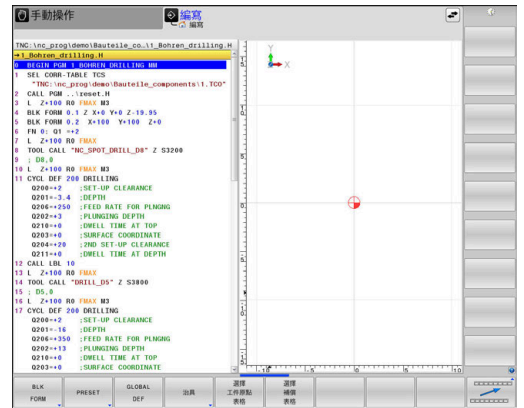 手動操作
編寫
編寫
TNC:\nc_prog\demo\Bauteile_co…\1_Bohren_drilling.H
→1_Bohren_drilling.H
0 BEGIN PGM 1_BOHREN_DRILLING MM
1 SEL CORR-TABLE TCS
"TNC:\nc_prog\demo\Bauteile_components\1.TCO"
2 CALL PGM ..\reset.H
3 L Z+100 R0 FMAX M3
4 BLK FORM 0.1 Z X+0 Y+0 Z-19.95
5 BLK FORM 0.2 X+100 Y+100 Z+0
6 FN 0: Q1 =+2
7 L Z+100 R0 FMAX
8 TOOL CALL "NC_SPOT_DRILL_D8" Z S3200
9 ; D8,0
10 L Z+100 R0 FMAX M3
11 CYCL DEF 200 DRILLING
Q200=+2 ;SET-UP CLEARANCE
Q201=-3.4 ;DEPTH
Q206=+250 ;FEED RATE FOR PLNGNG
Q202=+3 ;PLUNGING DEPTH
Q210=+0 ;DWELL TIME AT TOP
Q203=+0 ;SURFACE COORDINATE
Q204=+20 ;2ND SET-UP CLEARANCE
Q211=+0 ;DWELL TIME AT DEPTH
12 CALL LBL 10
13 L Z+100 R0 FMAX
14 TOOL CALL "DRILL_D5" Z S3800
15 ; D5,0
16 L Z+100 R0 FMAX M3
17 CYCL DEF 200 DRILLING
Q200=+2 ;SET-UP CLEARANCE
Q201=-16 ;DEPTH
Q206=+350 ;FEED RATE FOR PLNGNG
Q202=+13 ;PLUNGING DEPTH
Q210=+0 ;DWELL TIME AT TOP
Q203=+0 ;SURFACE COORDINATE
Y
X
BLK
FORM
PRESET
GLOBAL
DEF
治具
選擇
工件原點
表格
選擇
補償
表格